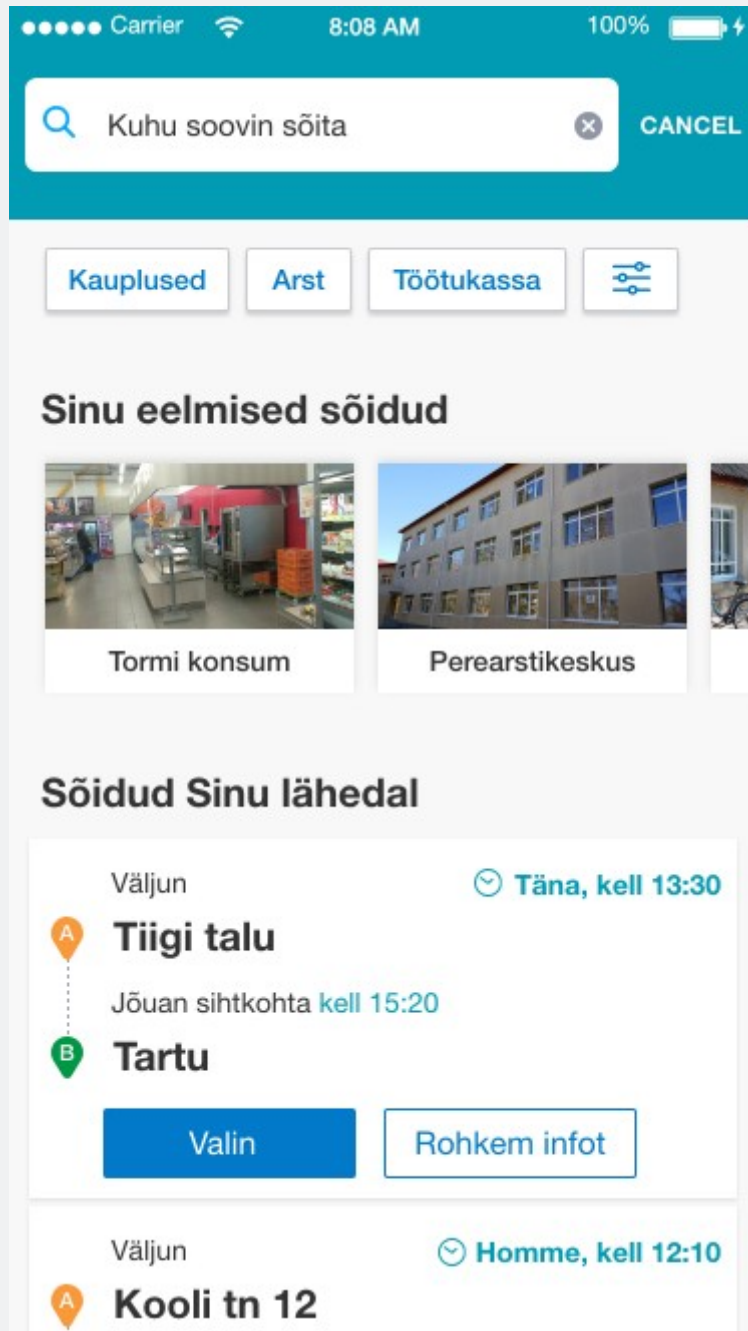 Carrier 8:08 AM 100%
Kuhu soovin sõita CANCEL
Kauplused Arst Töötukassa
Sinu eelmised sõidud
Tormi konsum Perearstikeskus
Sõidud Sinu lähedal
Väljun Täna, kell 13:30
A Tiigi talu
Jõuan sihtkohta kell 15:20
B Tartu
Valin Rohkem infot
Väljun Homme, kell 12:10
A Kooli tn 12